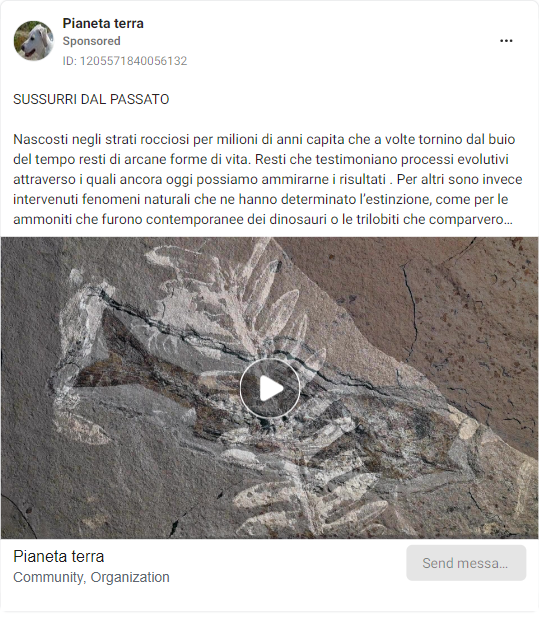 Pianeta terra
Sponsored
ID: 1205571840056132
SUSSURRI DAL PASSATO
Nascosti negli strati rocciosi per milioni di anni capita che a volte tornino dal buio
del tempo resti di arcane forme di vita. Resti che testimoniano processi evolutivi
attraverso i quali ancora oggi possiamo ammirarne i risultati . Per altri sono invece
intervenuti fenomeni naturali che ne hanno determinato l’estinzione, come per le
ammoniti che furono contemporanee dei dinosauri o le trilobiti che comparvero...
Pianeta terra
Community, Organization
Send messa...